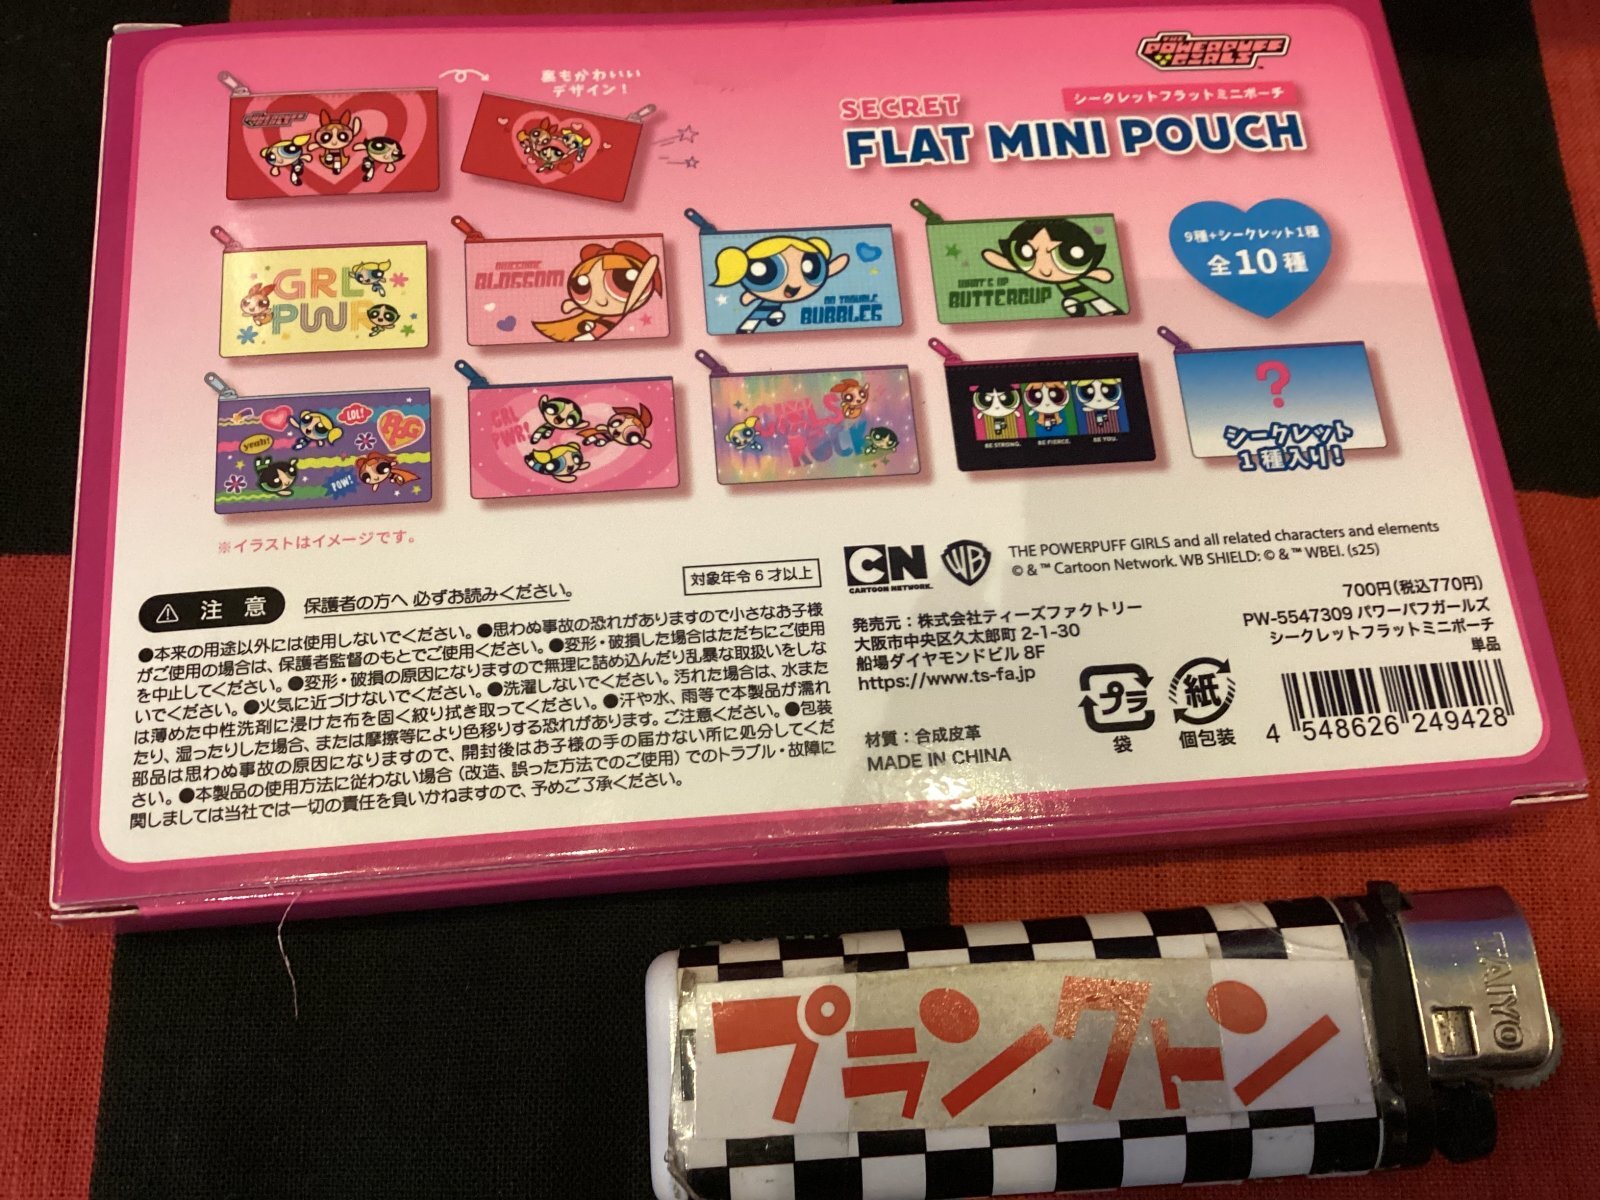 THE POWERPUFF GIRLS™
裏もかわいい
デザイン!
シークレットフラットミニポーチ
SECRET
FLAT MINI POUCH
GRL
PWR
AWESOME
BLOSSOM
NO TROUBLE
BUBBLES
WHAT'S UP
BUTTERCUP
9種+シークレット1種
全10種
LOL!
yeah!
PPG
POW!
GRL
PWR!
GIRLS
ROCK
BE STRONG.
BE FIERCE.
BE YOU.
?
シークレット
1種入り!
※イラストはイメージです。
対象年令6才以上
CN
CARTOON NETWORK.
WB
THE POWERPUFF GIRLS and all related characters and elements
© & ™ Cartoon Network. WB SHIELD: © & ™ WBEI. (s25)
注意
保護者の方へ 必ずお読みください。
●本来の用途以外には使用しないでください。●思わぬ事故の恐れがありますので小さなお子様
がご使用の場合は、保護者監督のもとでご使用ください。●変形・破損した場合はただちにご使用
を中止してください。●変形・破損の原因になりますので無理に詰め込んだり乱暴な取扱いをしな
いでください。●火気に近づけないでください。●洗濯しないでください。汚れた場合は、水また
は薄めた中性洗剤に浸けた布を固く絞り拭き取ってください。●汗や水、雨等で本製品が濡れ
たり、湿ったりした場合、または摩擦等により色移りする恐れがあります。ご注意ください。●包装
部品は思わぬ事故の原因になりますので、開封後はお子様の手の届かない所に処分してくだ
さい。●本製品の使用方法に従わない場合(改造、誤った方法でのご使用)でのトラブル・故障に
関しましては当社では一切の責任を負いかねますので、予めご了承ください。
発売元:株式会社ティーズファクトリー
大阪市中央区久太郎町 2-1-30
船場ダイヤモンドビル 8F
https://www.ts-fa.jp
材質:合成皮革
MADE IN CHINA
プラ
袋
紙
個包装
700円(税込770円)
PW-5547309 パワーパフガールズ
シークレットフラットミニポーチ
単品
4 548626 249428
プランクトン
TAIYO